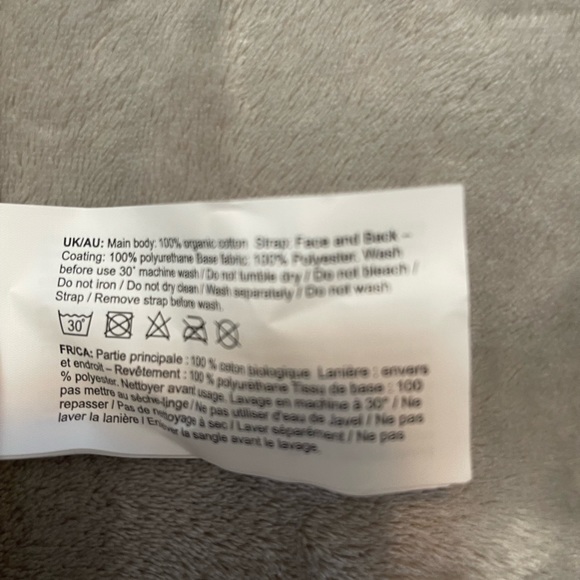 UK/AU: Main body: 100% organic cotton Strap Face and Back –
Coating: 100% polyurethane Base fabric: 100% Polyester. Wash
before use 30° machine wash / Do not tumble dry / Do not bleach /
Do not iron / Do not dry clean / Wash separately / Do not wash
Strap / Remove strap before wash.
30°
FR/CA: Partie principale : 100 % coton biologique Lanière : envers
et endroit – Revêtement : 100 % polyuréthane Tissu de base : 100
% polyester. Nettoyer avant usage. Lavage en machine à 30° / Ne
pas mettre au sèche-linge / Ne pas utiliser d'eau de Javel / Ne pas
repasser / Pas de nettoyage à sec / Laver séparément / Ne pas
laver la lanière / Enlever la sangle avant le lavage.